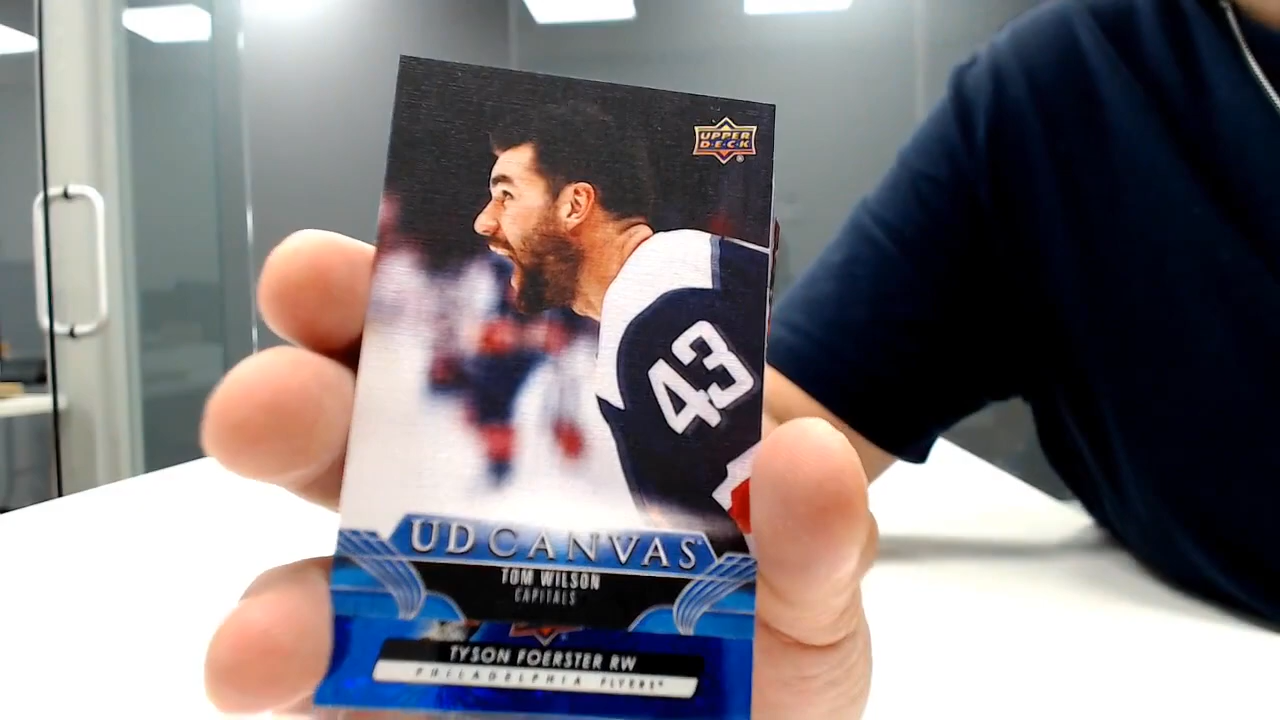 UPPER
DECK
43
UD CANVAS
TOM WILSON
CAPITALS
TYSON FOERSTER RW
PHILADELPHIA FLYERS